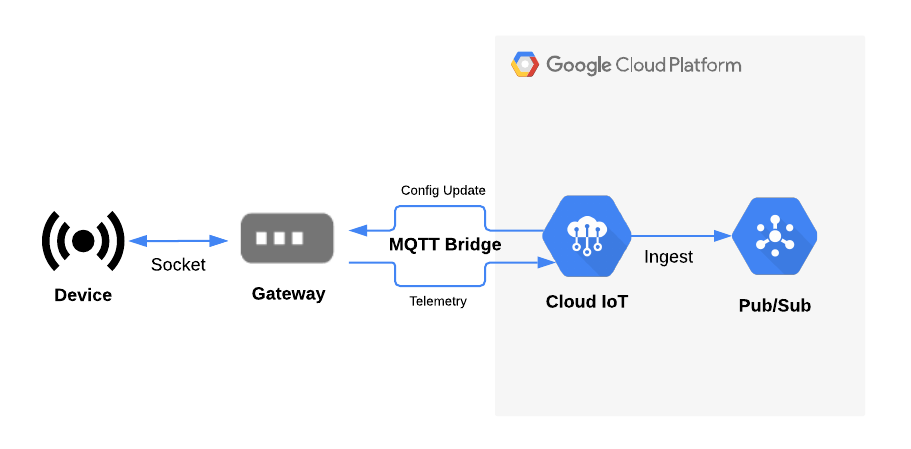 Google Cloud Platform
Config Update
MQTT Bridge
Socket
Ingest
Device
Gateway
Telemetry
Cloud IoT
Pub/Sub